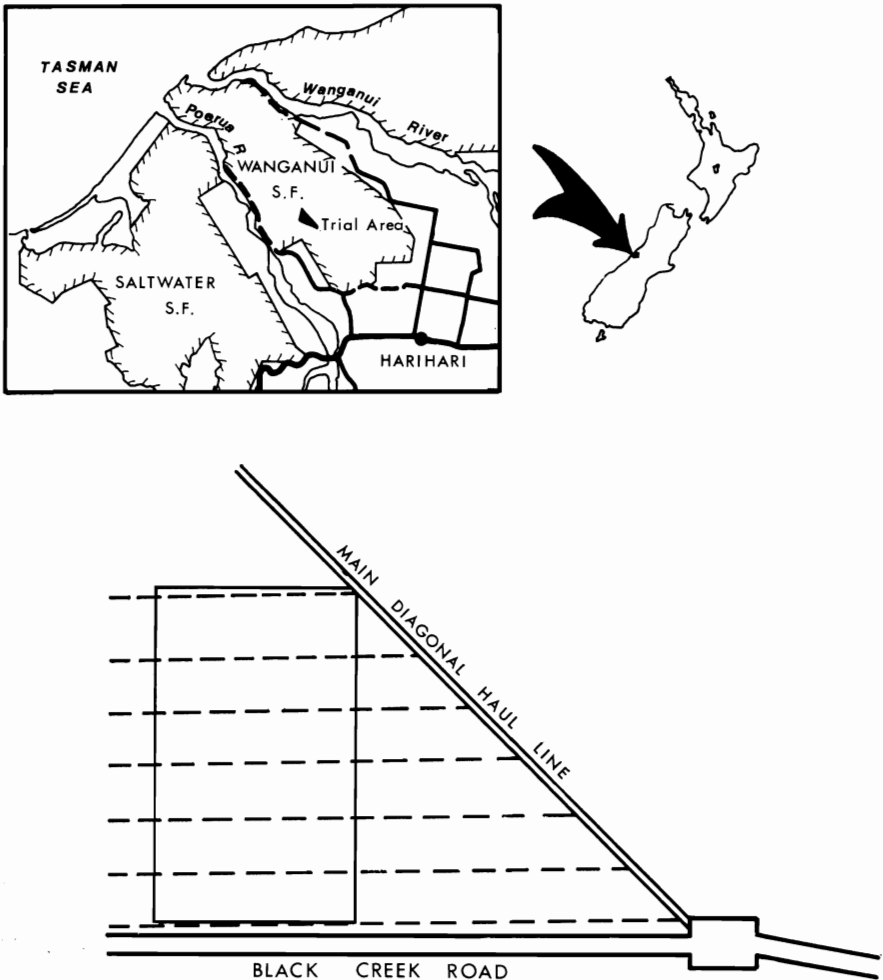 TASMAN
SEA
Wanganui
River
Poerua R.
WANGANUI
S.F.
Trial Area
SALTWATER
S.F.
HARIHARI
MAIN DIAGONAL HAUL LINE
BLACK CREEK ROAD